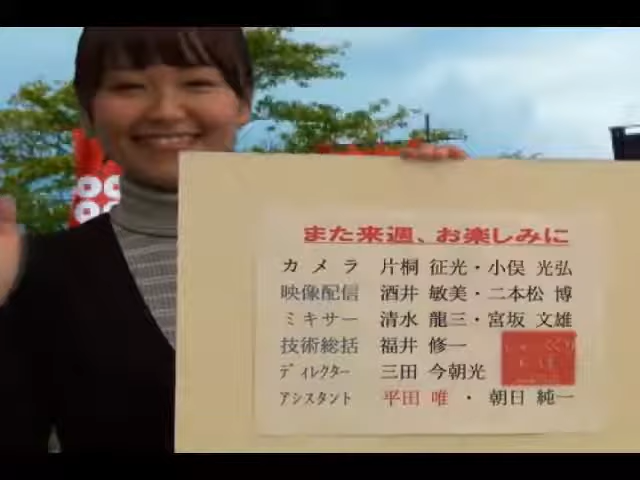 また来週、お楽しみに
カメラ 片桐 征光・小俣 光弘
映像配信 酒井 敏美・二本松 博
ミキサー 清水 龍三・宮坂 文雄
技術総括 福井 修一
ディレクター 三田 今朝光
アシスタント 平田 唯 ・ 朝日 純一